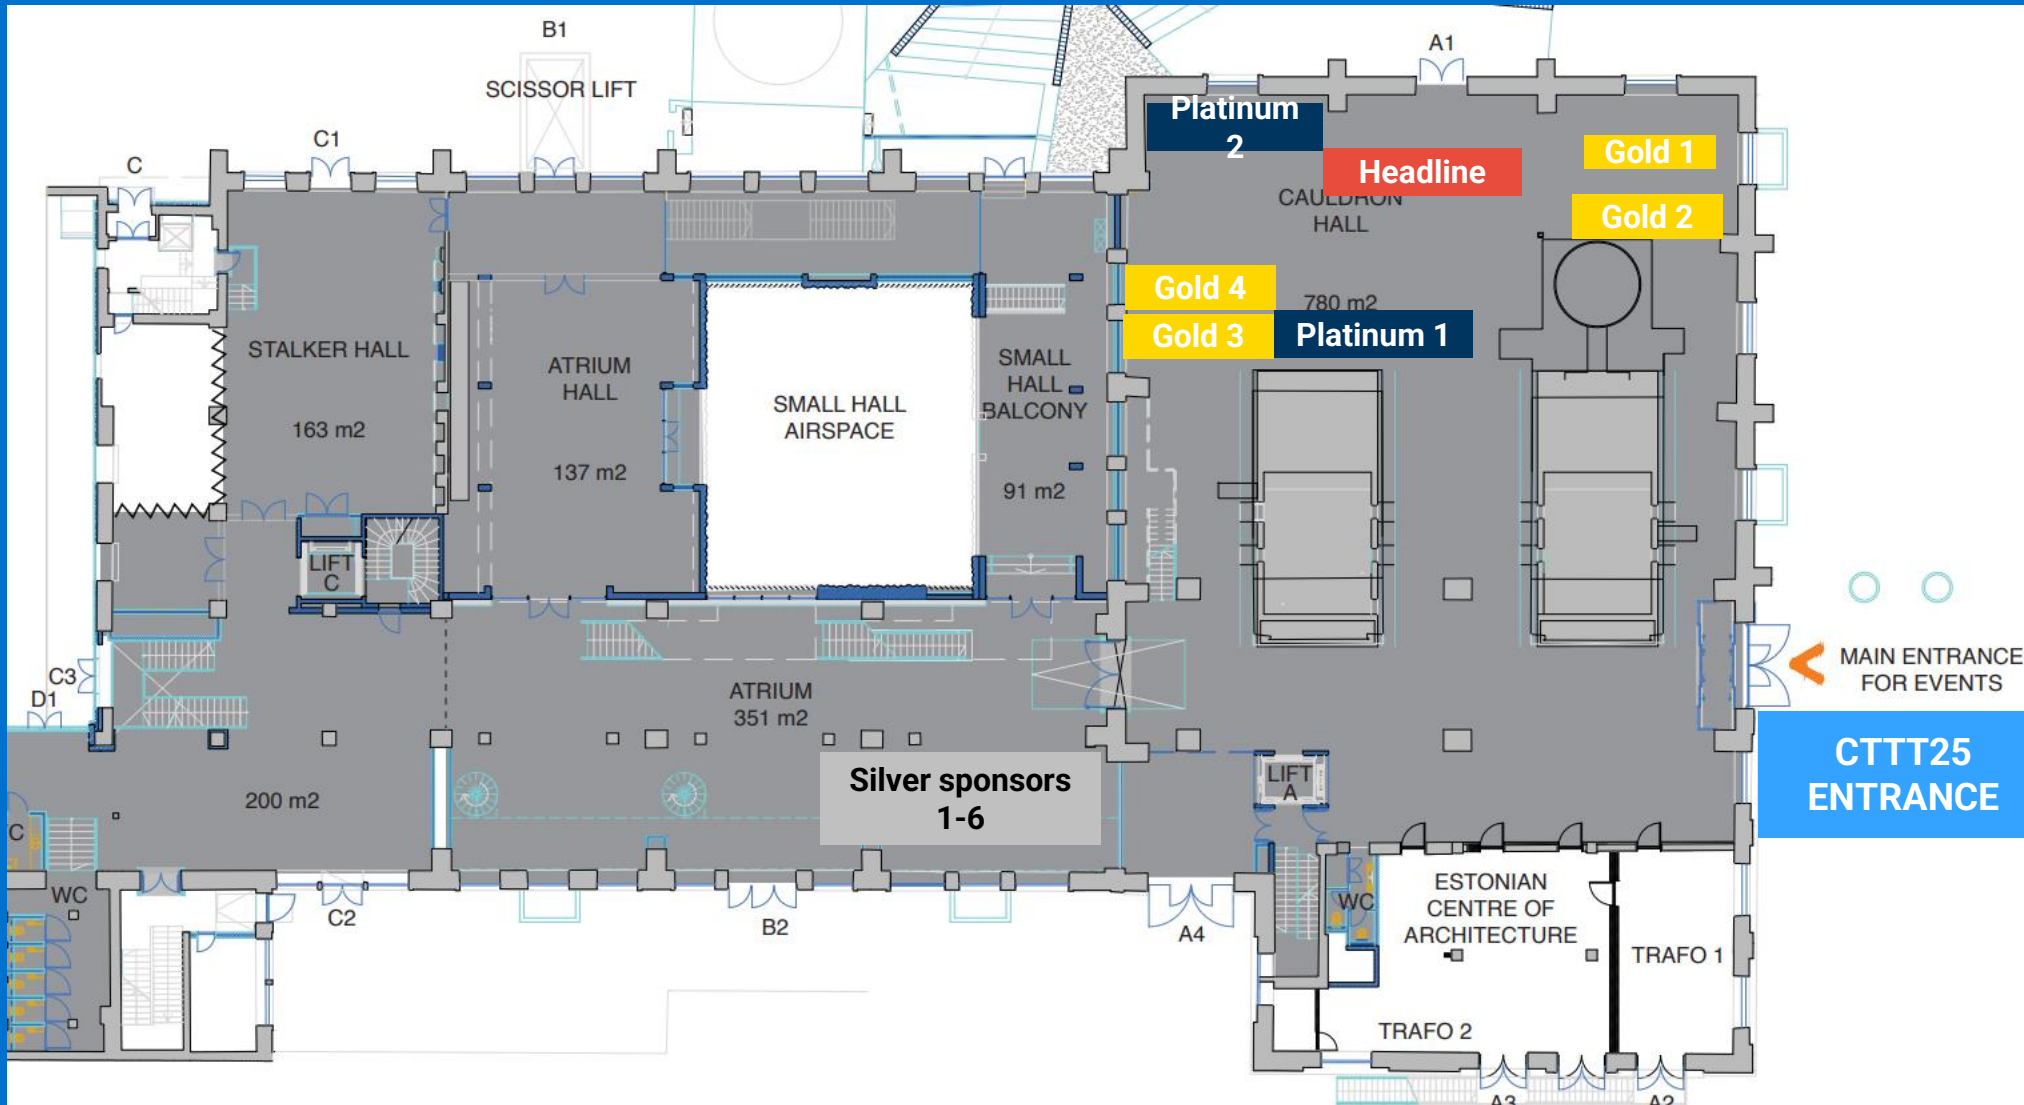 B1
SCISSOR LIFT
A1
C1
C
Platinum
2
Headline
Gold 1
CAULDRON
HALL
Gold 2
Gold 4
780 m2
Gold 3
Platinum 1
STALKER HALL
163 m2
ATRIUM
HALL
137 m2
SMALL HALL
AIRSPACE
SMALL
HALL
BALCONY
91 m2
LIFT
C
MAIN ENTRANCE
FOR EVENTS
C3
D1
ATRIUM
351 m2
CTTT25
ENTRANCE
Silver sponsors
1-6
LIFT
A
200 m2
C
WC
C2
B2
A4
WC
ESTONIAN
CENTRE OF
ARCHITECTURE
TRAFO 1
TRAFO 2
A3
A2